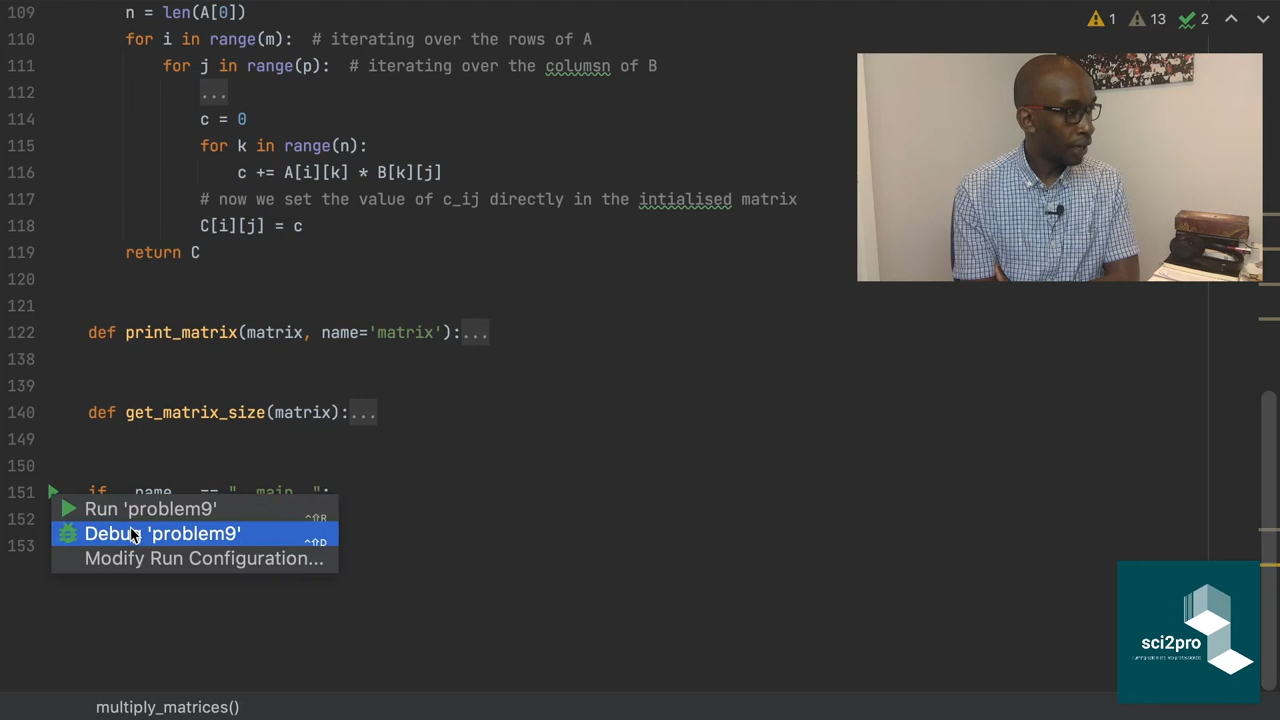 109 n = len(A[0])
1 13 2
110 for i in range(m): # iterating over the rows of A
111 for j in range(p): # iterating over the columsn of B
112 ...
114 c = 0
115 for k in range(n):
116 c += A[i][k] * B[k][j]
117 # now we set the value of c_ij directly in the intialised matrix
118 C[i][j] = c
119 return C
120
121
122 def print_matrix(matrix, name='matrix'):...
138
139
140 def get_matrix_size(matrix):...
149
150
151 if __name__ == "__main__":
152
153
Run 'problem9' ⌃⇧R
Debug 'problem9' ⌃⇧D
Modify Run Configuration...
sci2pro
multiply_matrices()